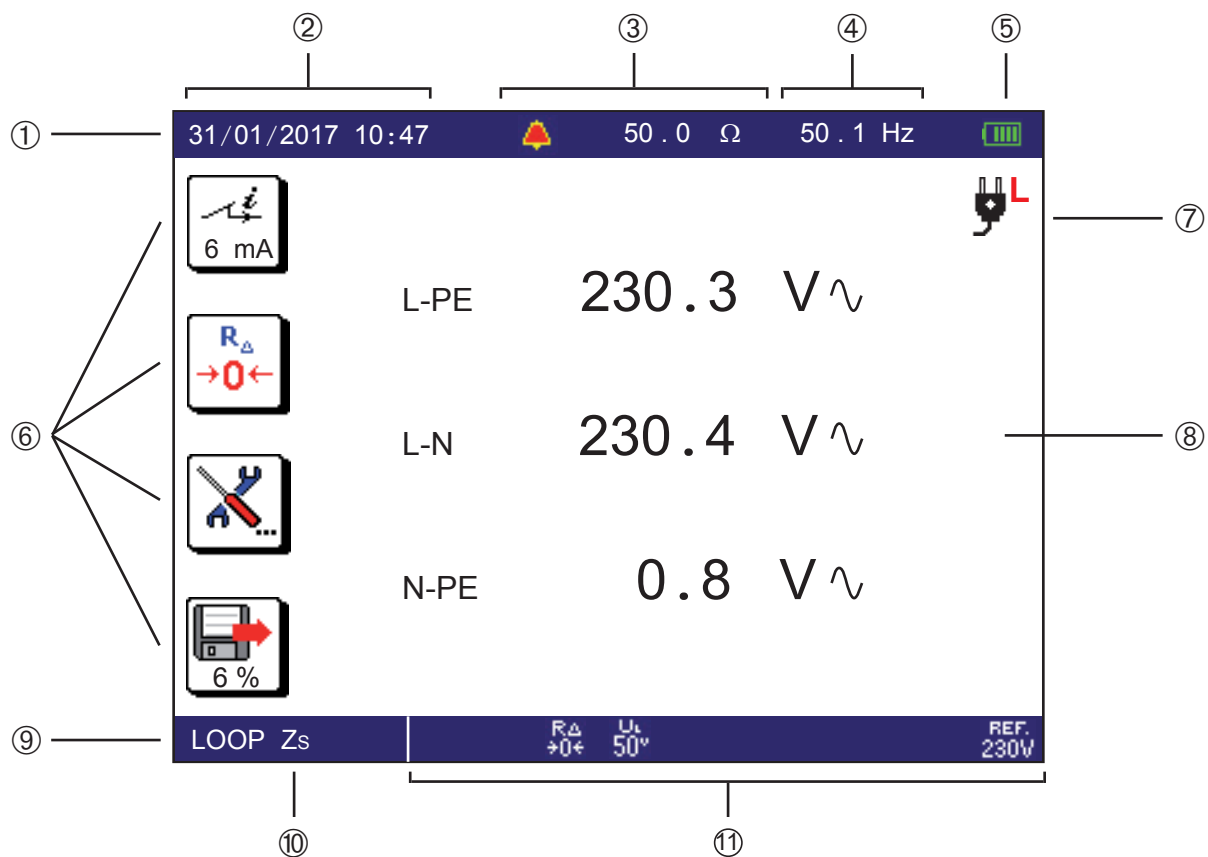 ② ③ ④ ⑤
①
31/01/2017 10:47 50.0 Ω 50.1 Hz
i
6 mA
L
⑦
L-PE 230.3 V
RΔ
→0←
⑥
L-N 230.4 V
⑧
...
N-PE 0.8 V
6 %
⑨
LOOP Zs
RΔ
→0←
UL
50V
REF.
230V
⑩ ⑪